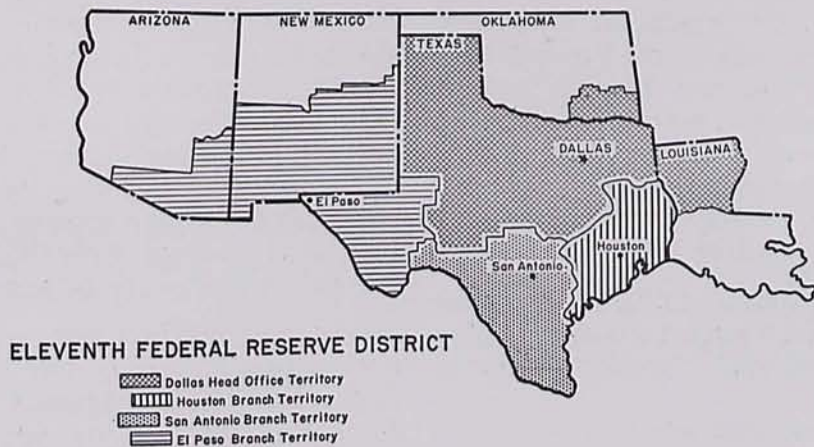 ARIZONA
NEW MEXICO
OKLAHOMA
TEXAS
DALLAS
LOUISIANA
El Paso
Houston
San Antonio
ELEVENTH FEDERAL RESERVE DISTRICT
Dallas Head Office Territory
Houston Branch Territory
San Antonio Branch Territory
El Paso Branch Territory